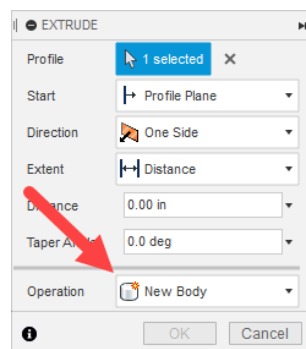 EXTRUDE
Profile 1 selected
Start Profile Plane
Direction One Side
Extent Distance
Distance 0.00 in
Taper Angle 0.0 deg
Operation New Body
OK Cancel